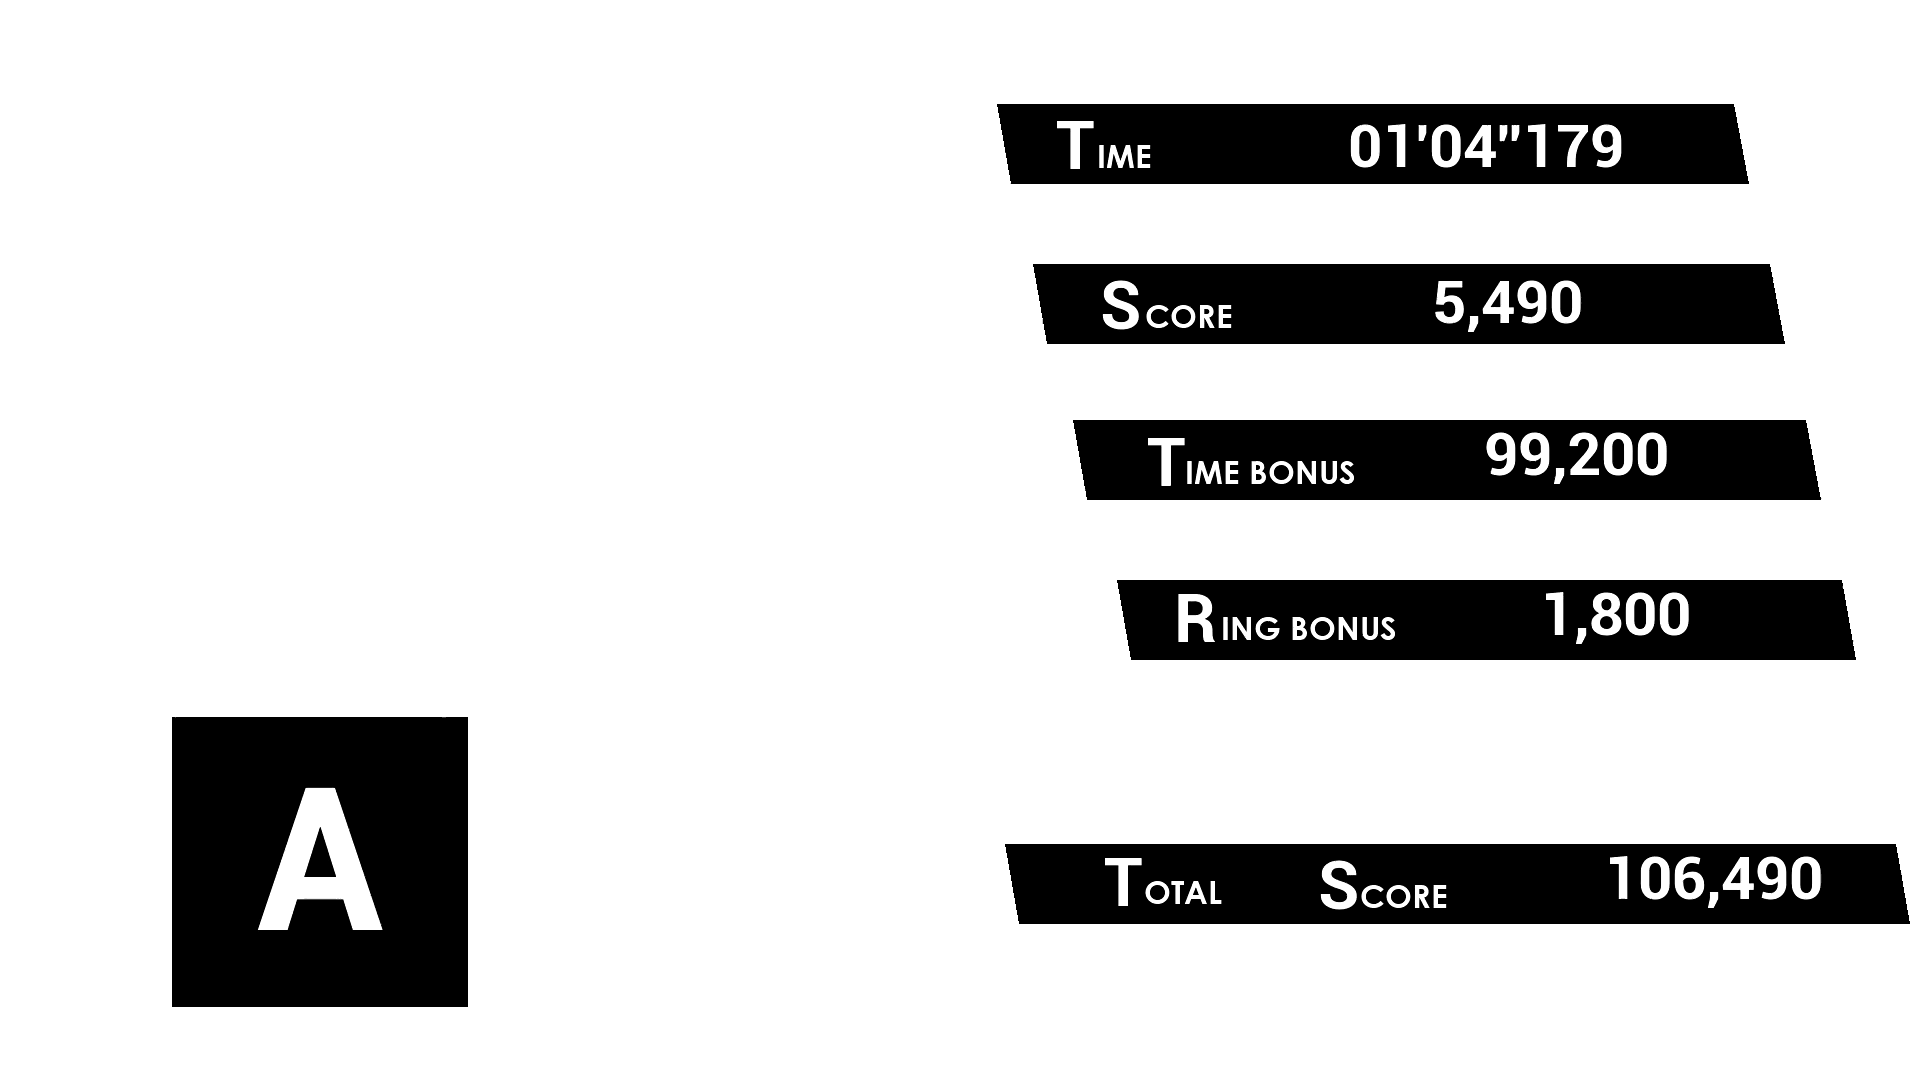 TIME 01'04"179
SCORE 5,490
TIME BONUS 99,200
RING BONUS 1,800
A
TOTAL SCORE 106,490